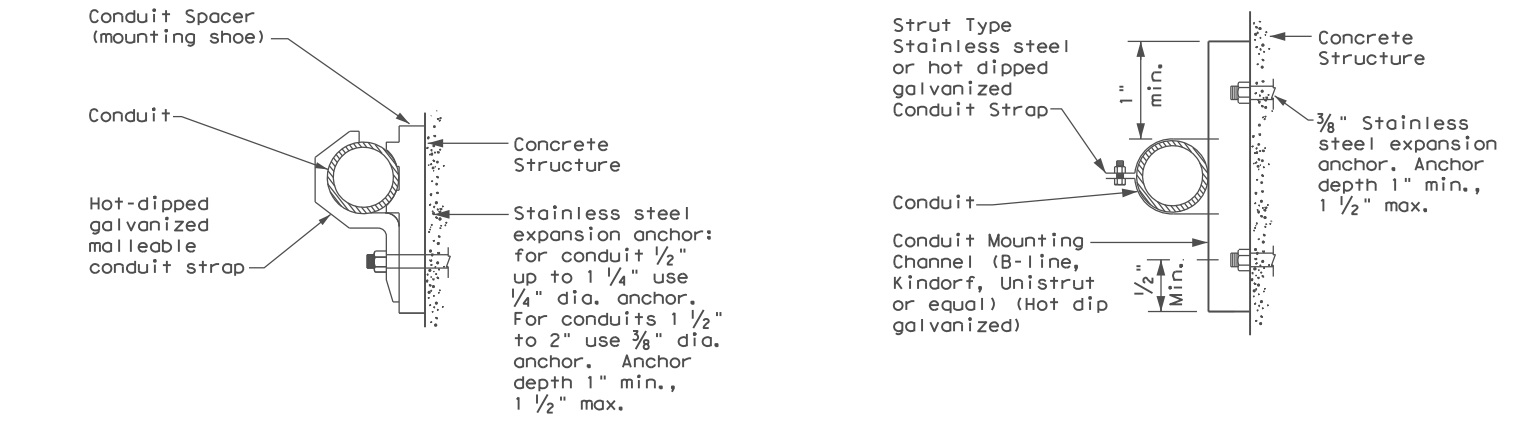 Conduit Spacer
(mounting shoe)
Conduit
Hot-dipped
galvanized
malleable
conduit strap
Concrete
Structure
Stainless steel
expansion anchor:
for conduit 1/2"
up to 1 1/4" use
1/4" dia. anchor.
For conduits 1 1/2"
to 2" use 3/8" dia.
anchor. Anchor
depth 1" min.,
1 1/2" max.
Strut Type
Stainless steel
or hot dipped
galvanized
Conduit Strap
1"
min.
Conduit
Conduit Mounting
Channel (B-line,
Kindorf, Unistrut
or equal) (Hot dip
galvanized)
1/2"
Min.
Concrete
Structure
3/8" Stainless
steel expansion
anchor. Anchor
depth 1" min.,
1 1/2" max.